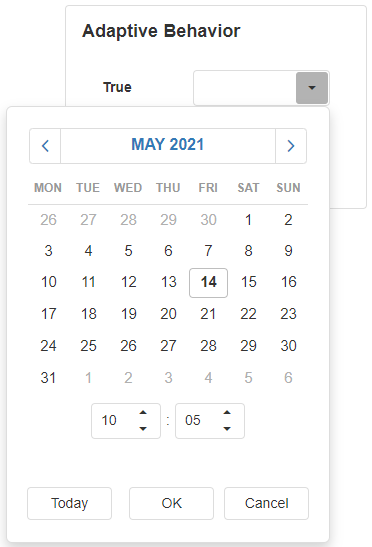 Adaptive Behavior
True
MAY 2021
MON TUE WED THU FRI SAT SUN
26 27 28 29 30 1 2
3 4 5 6 7 8 9
10 11 12 13 14 15 16
17 18 19 20 21 22 23
24 25 26 27 28 29 30
31 1 2 3 4 5 6
10 : 05
Today OK Cancel